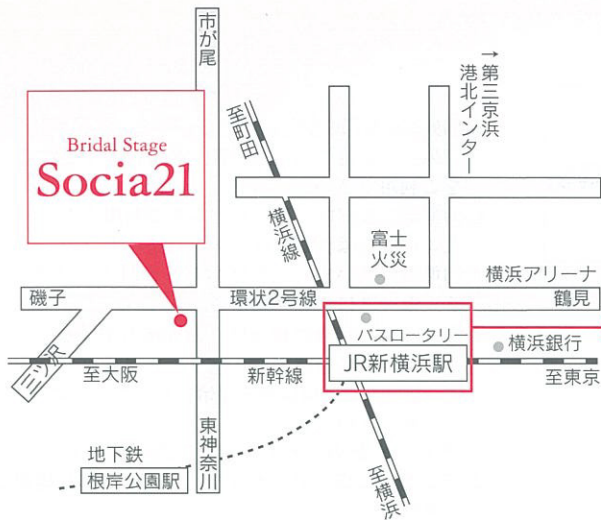 市が尾
→第三京浜
港北インター
至町田
Bridal Stage
Socia21
横浜線
富士
火災
横浜アリーナ
磯子
環状2号線
鶴見
バスロータリー
三ツ沢
JR新横浜駅
横浜銀行
至大阪
新幹線
至東京
東神奈川
至横浜
地下鉄
根岸公園駅